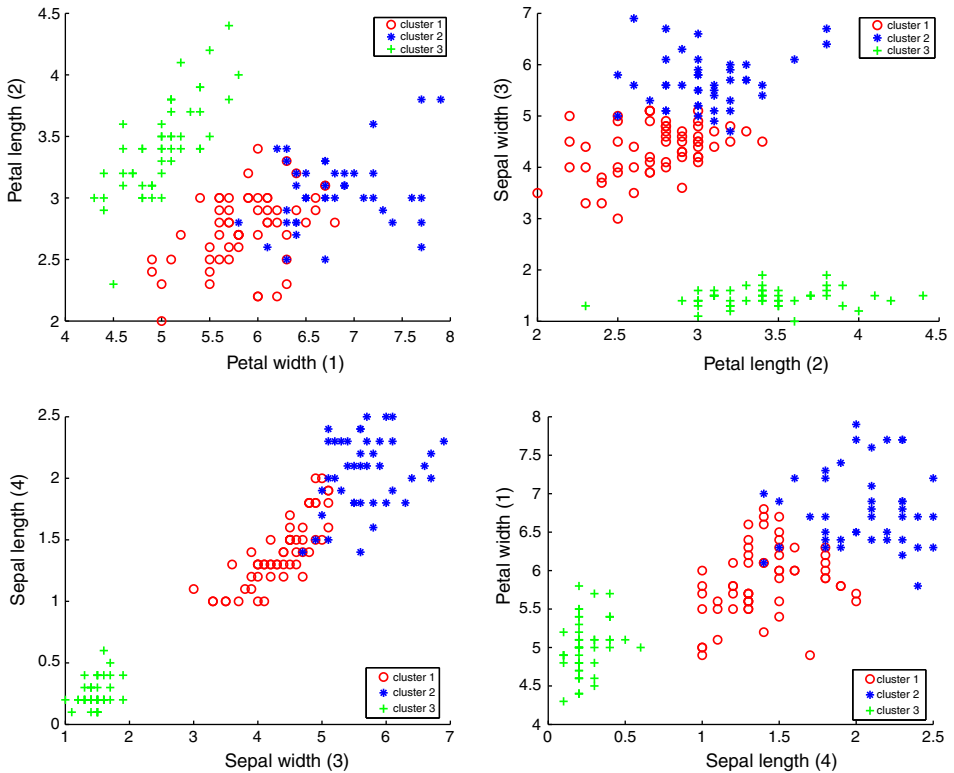 4.5
4
3.5
3
2.5
2
4 4.5 5 5.5 6 6.5 7 7.5 8
Petal length (2)
Petal width (1)
cluster 1
cluster 2
cluster 3
7
6
5
4
3
2
1
2 2.5 3 3.5 4 4.5
Sepal width (3)
Petal length (2)
cluster 1
cluster 2
cluster 3
2.5
2
1.5
1
0.5
0
1 2 3 4 5 6 7
Sepal length (4)
Sepal width (3)
cluster 1
cluster 2
cluster 3
8
7.5
7
6.5
6
5.5
5
4.5
4
0 0.5 1 1.5 2 2.5
Petal width (1)
Sepal length (4)
cluster 1
cluster 2
cluster 3